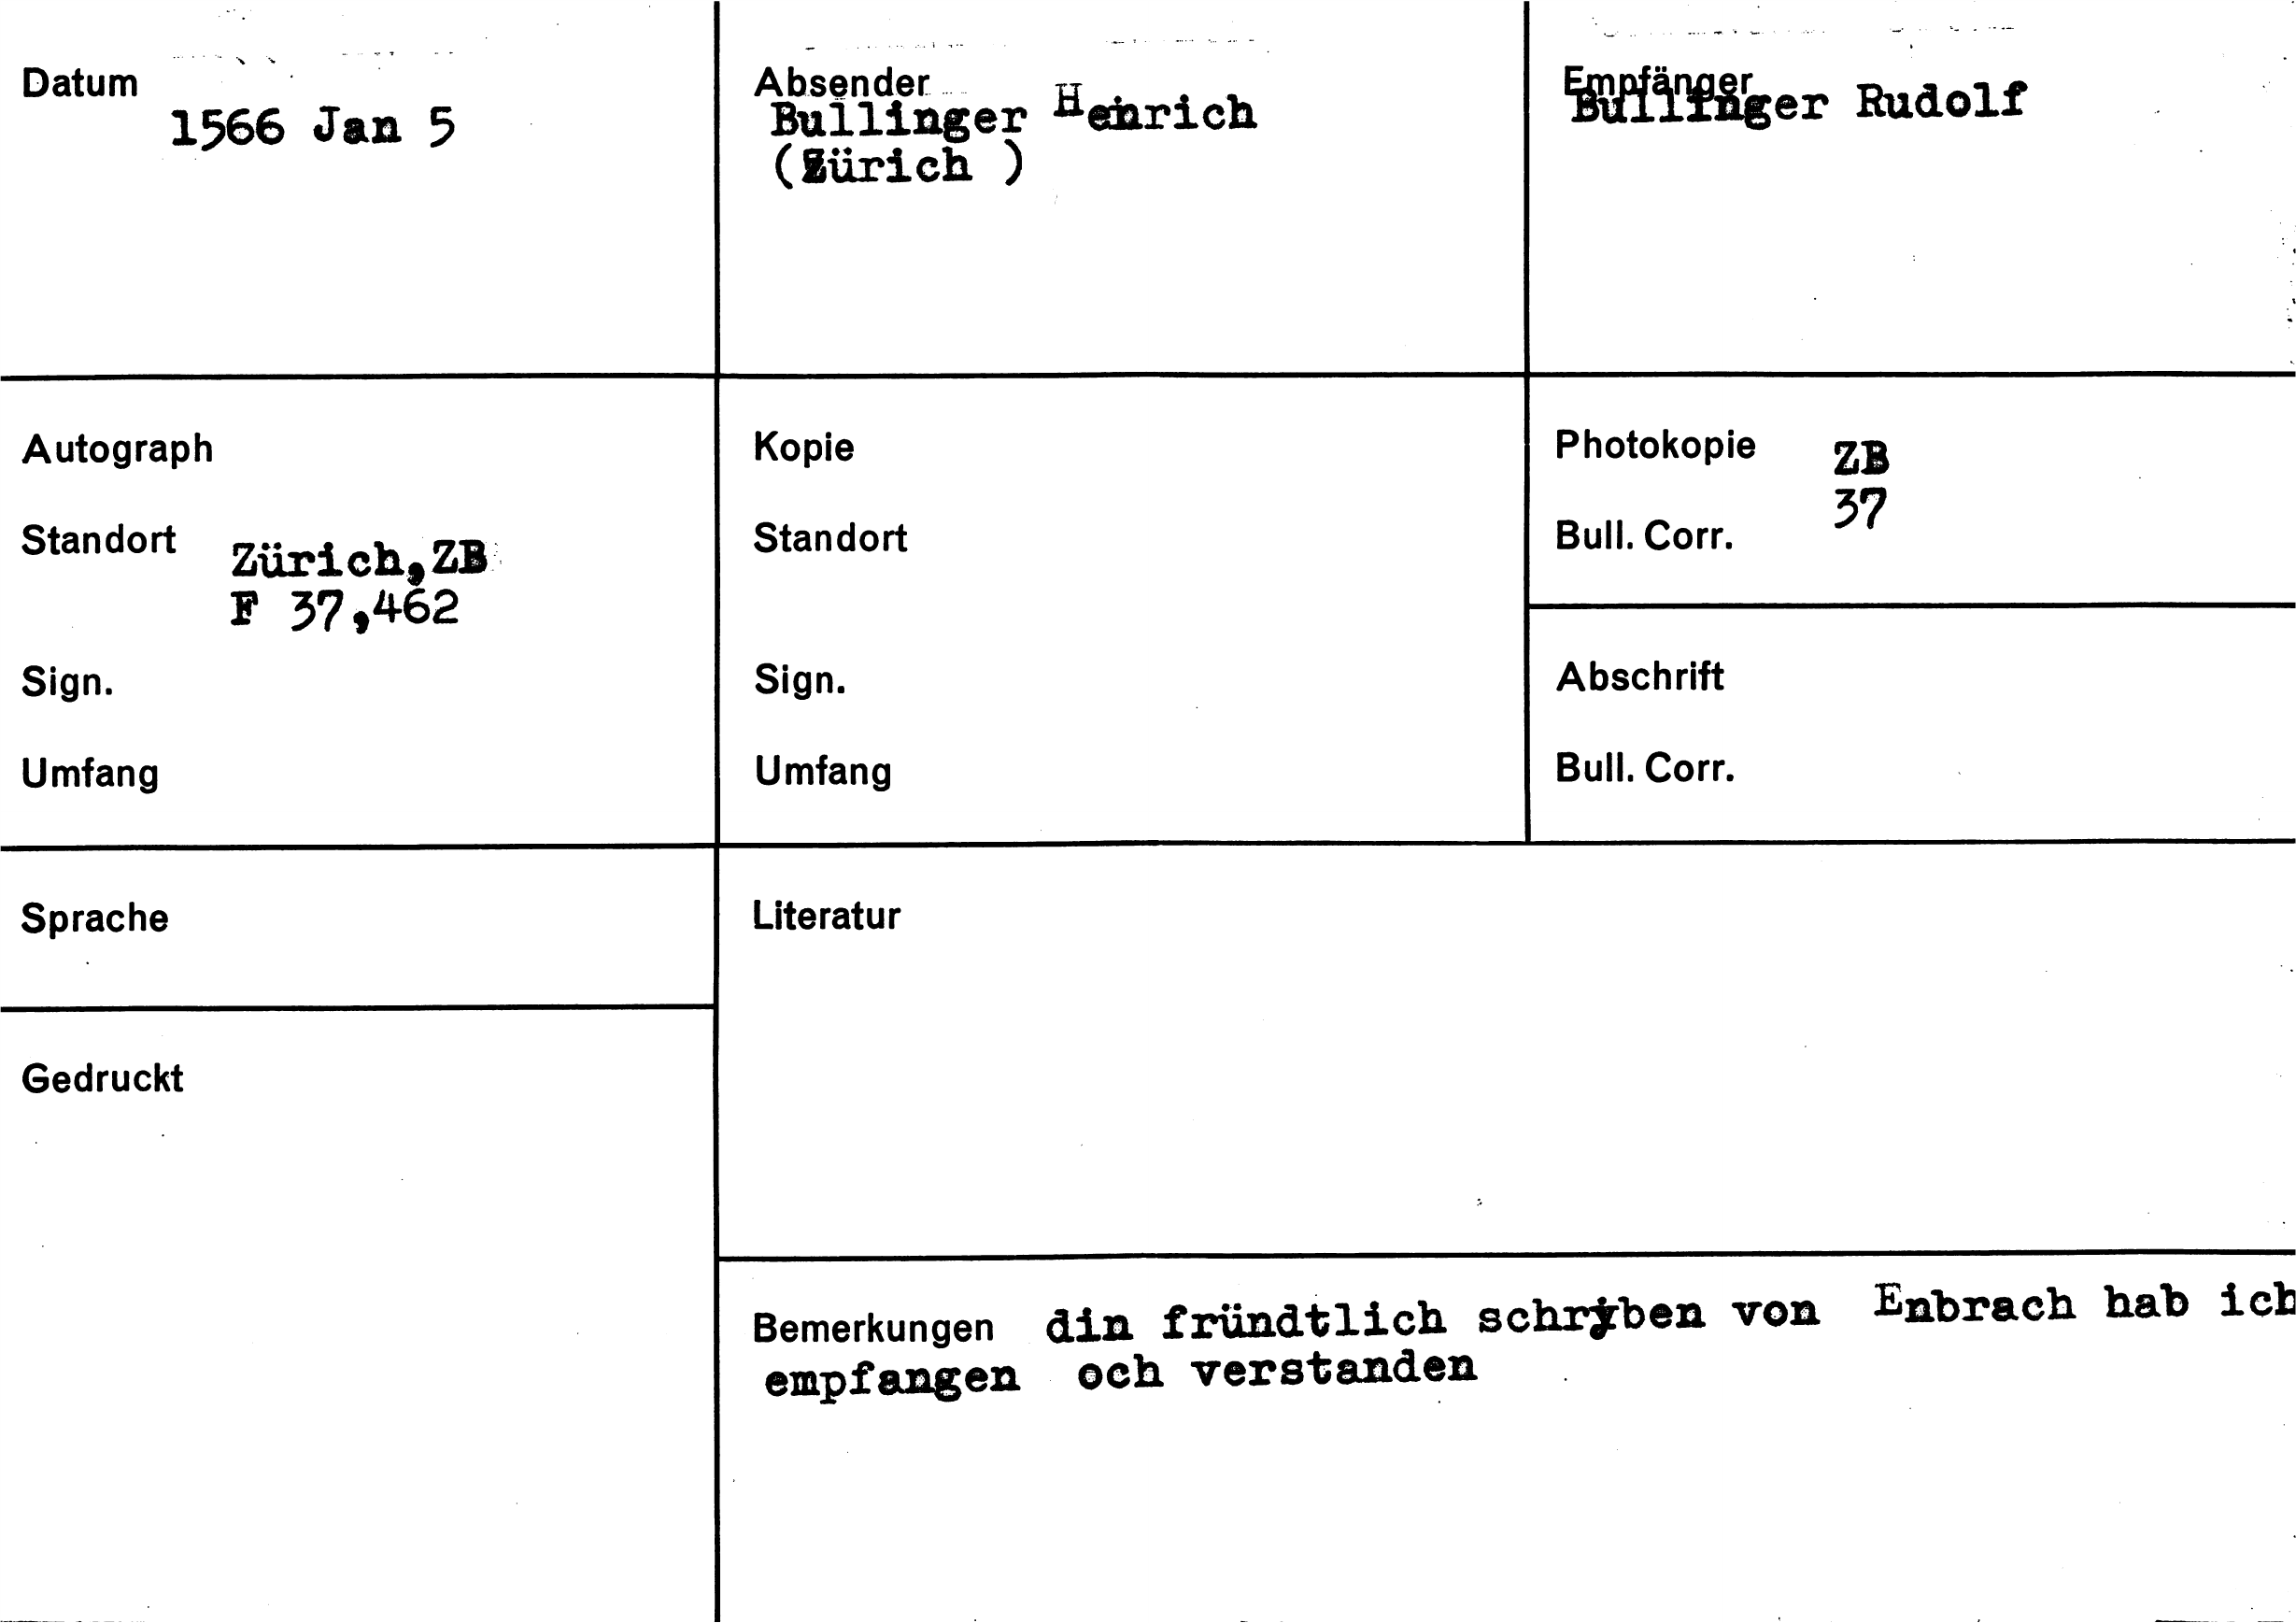 Datum
1566 Jan 5
Absender
Bullinger Heinrich
(Zürich )
Empfänger
Bullinger Rudolf
Autograph
Standort Zürich,ZB
F 37,462
Sign.
Umfang
Kopie
Standort
Sign.
Umfang
Photokopie ZB
37
Bull. Corr.
Abschrift
Bull. Corr.
Sprache
Literatur
Gedruckt
Bemerkungen din fründtlich schryben von Enbrach hab ich
empfangen och verstanden